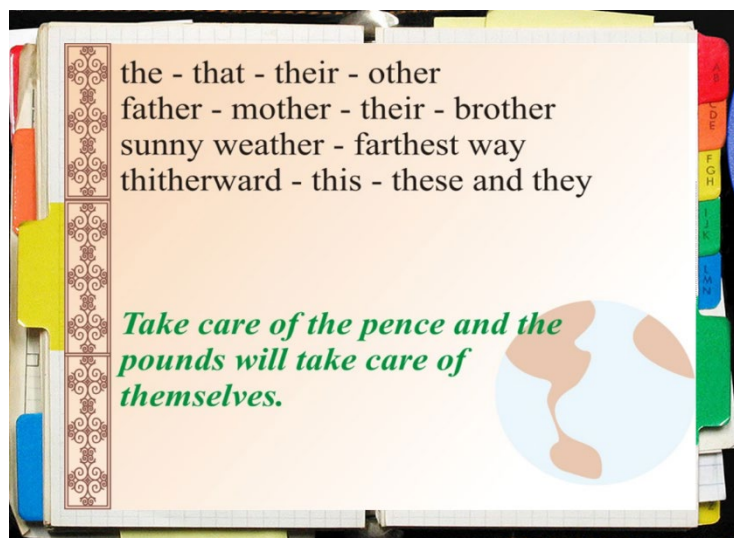 the - that - their - other
father - mother - their - brother
sunny weather - farthest way
thitherward - this - these and they
Take care of the pence and the
pounds will take care of
themselves.
A
B
C
D
E
F
G
H
I
J
K
L
M
N